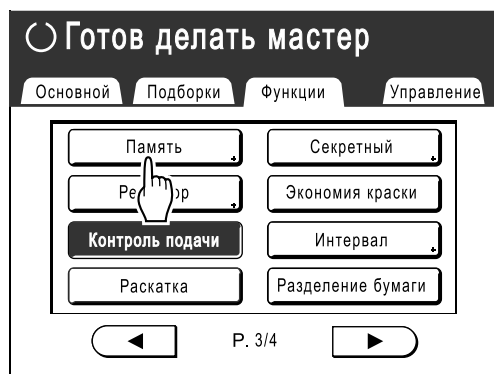 Готов делать мастер
Основной Подборки Функции Управление
Память Секретный
Экономия краски
Контроль подачи Интервал
Раскатка Разделение бумаги
P. 3/4